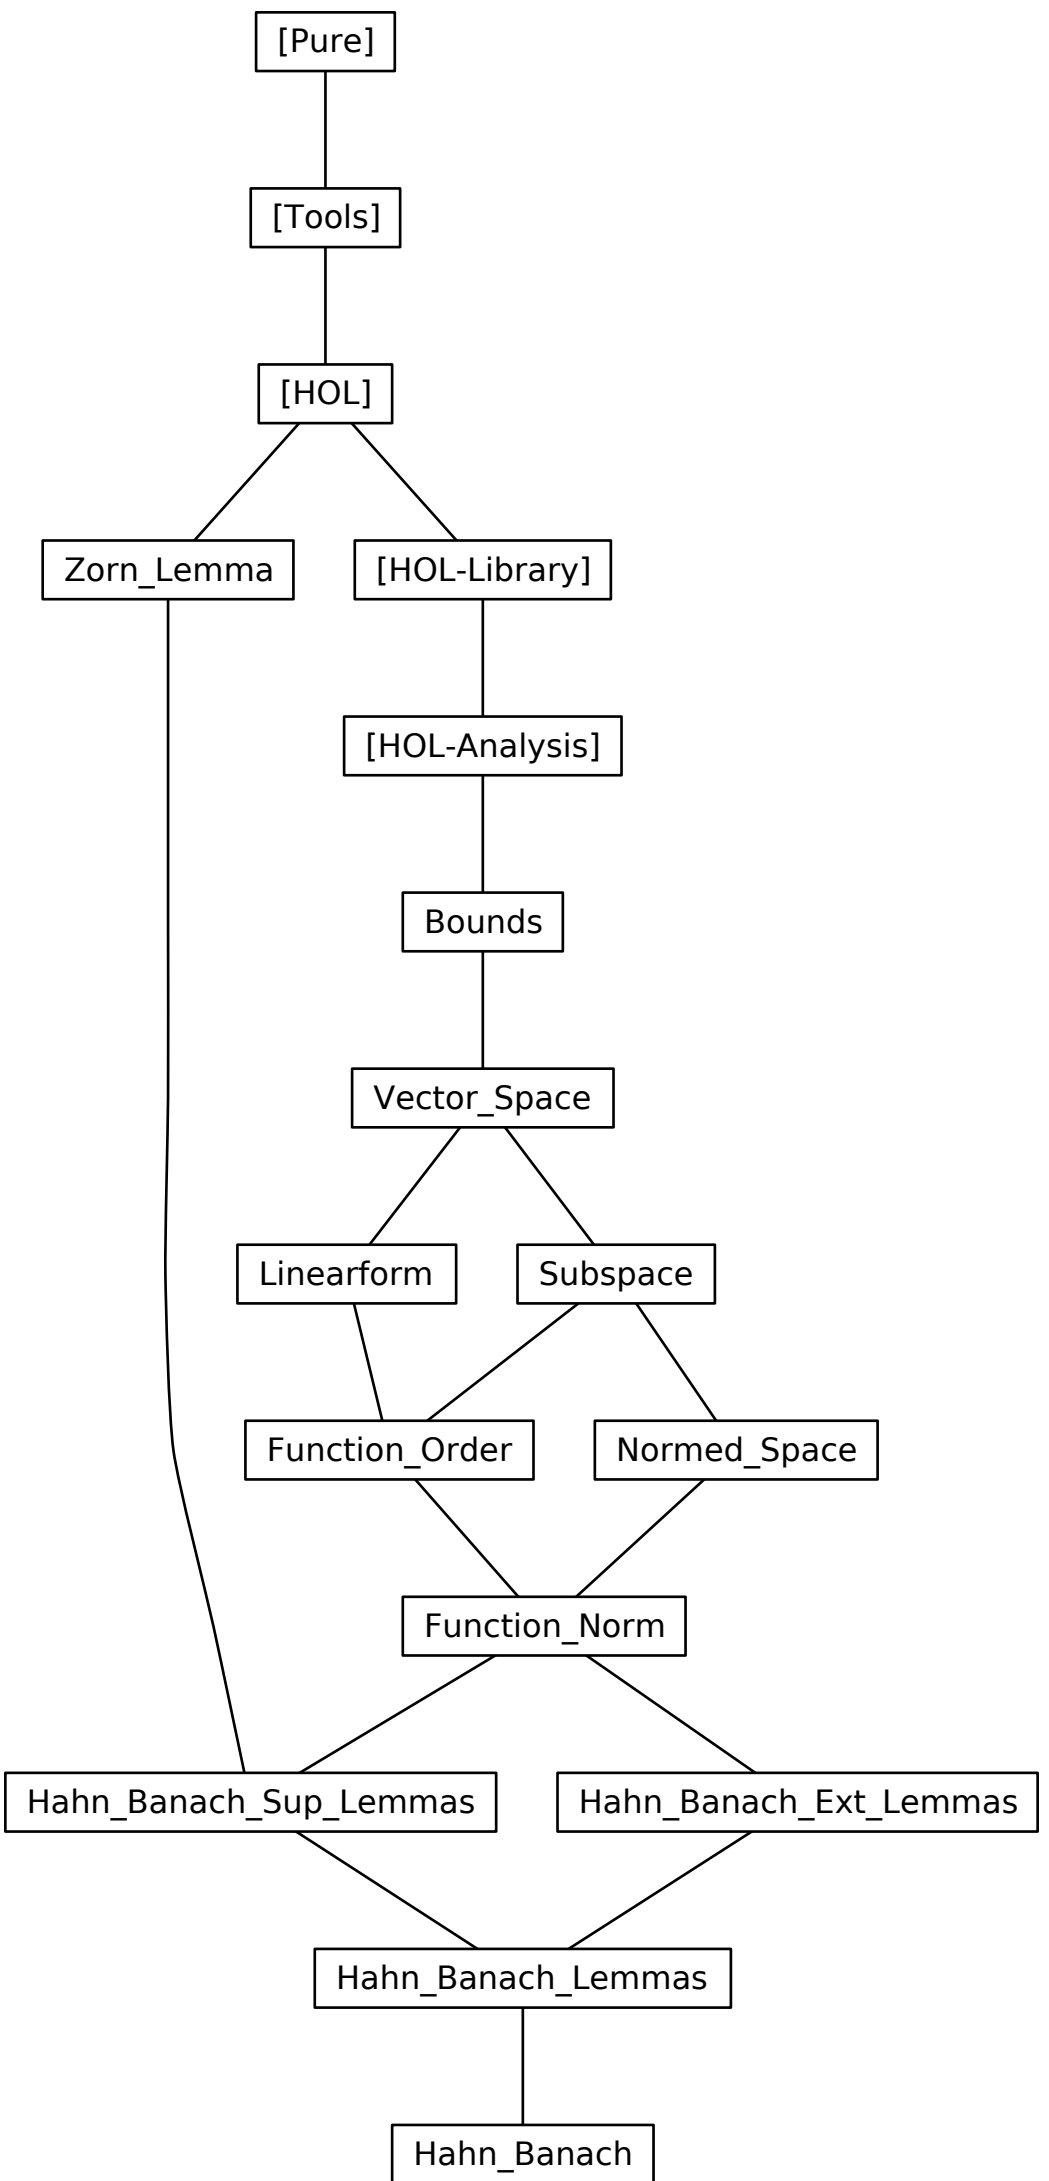 [Pure]
[Tools]
[HOL]
Zorn_Lemma
[HOL-Library]
[HOL-Analysis]
Bounds
Vector_Space
Linearform
Subspace
Function_Order
Normed_Space
Function_Norm
Hahn_Banach_Sup_Lemmas
Hahn_Banach_Ext_Lemmas
Hahn_Banach_Lemmas
Hahn_Banach